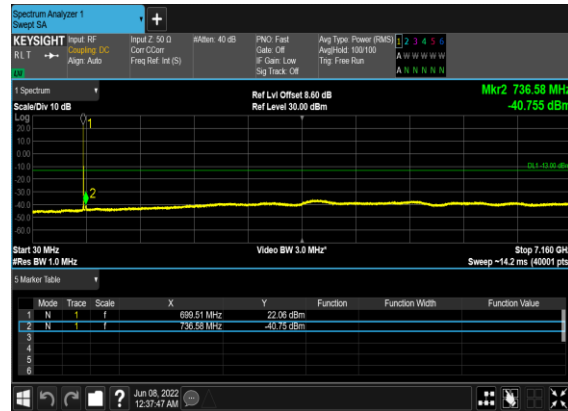 Spectrum Analyzer 1
Swept SA
+
KEYSIGHT Input: RF Input Z: 50 Ω #Atten: 40 dB PNO: Fast Avg Type: Power (RMS) 1 2 3 4 5 6
RLT Coupling: DC Corr CCorr Gate: Off Avg|Hold: 100/100 A W W W W W
Align: Auto Freq Ref: Int (S) IF Gain: Low Trig: Free Run
Sig Track: Off A N N N N N
1 Spectrum Ref Lvl Offset 8.60 dB Mkr2 736.58 MHz
Scale/Div 10 dB Ref Level 30.00 dBm -40.755 dBm
Log
1
20.0
10.0
0.00
-10.0
DL1 -13.00 dBm
-20.0
-30.0
2
-40.0
-50.0
-60.0
Start 30 MHz Video BW 3.0 MHz* Stop 7.160 GHz
#Res BW 1.0 MHz Sweep ~14.2 ms (40001 pts)
5 Marker Table
Mode Trace Scale X Y Function Function Width Function Value
1 N 1 f 699.51 MHz 22.06 dBm
2 N 1 f 736.58 MHz -40.75 dBm
3
4
5
6
? Jun 08, 2022
12:37:47 AM